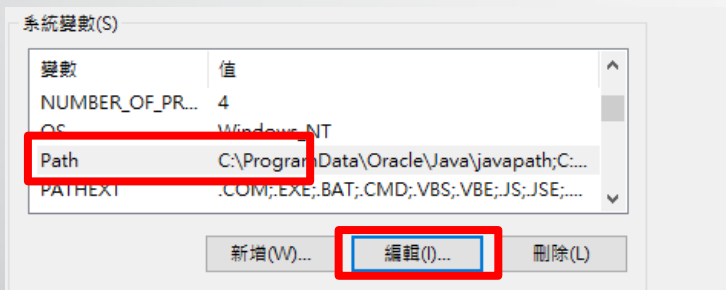 系統變數(S)
變數 值
NUMBER_OF_PR... 4
OS Windows_NT
Path C:\ProgramData\Oracle\Java\javapath;C:...
PATHEXT .COM;.EXE;.BAT;.CMD;.VBS;.VBE;.JS;.JSE;....
新增(W)... 編輯(I)... 刪除(L)